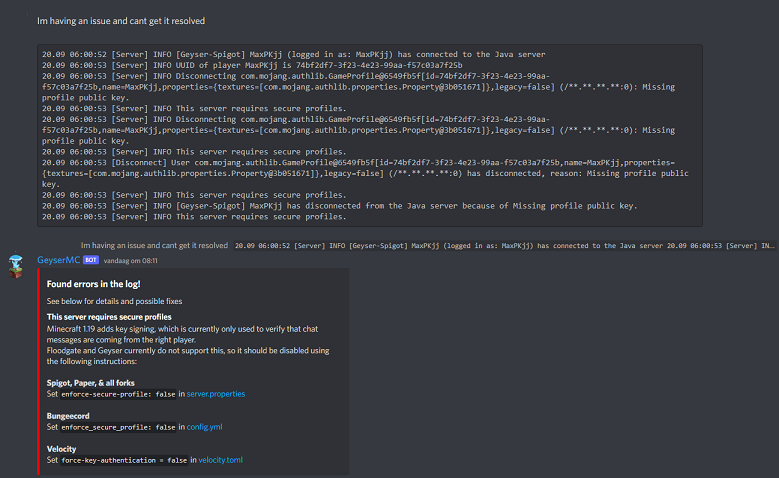 Im having an issue and cant get it resolved
20.09 06:00:52 [Server] INFO [Geyser-Spigot] MaxPKjj (logged in as: MaxPKjj) has connected to the Java server
20.09 06:00:53 [Server] INFO UUID of player MaxPKjj is 74bf2df7-3f23-4e23-99aa-f57c03a7f25b
20.09 06:00:53 [Server] INFO Disconnecting com.mojang.authlib.GameProfile@6549fb5f[id=74bf2df7-3f23-4e23-99aa-
f57c03a7f25b,name=MaxPKjj,properties={textures=[com.mojang.authlib.properties.Property@3b051671]},legacy=false] (/**.**.**.**:0): Missing
profile public key.
20.09 06:00:53 [Server] INFO This server requires secure profiles.
20.09 06:00:53 [Server] INFO Disconnecting com.mojang.authlib.GameProfile@6549fb5f[id=74bf2df7-3f23-4e23-99aa-
f57c03a7f25b,name=MaxPKjj,properties={textures=[com.mojang.authlib.properties.Property@3b051671]},legacy=false] (/**.**.**.**:0): Missing
profile public key.
20.09 06:00:53 [Server] INFO This server requires secure profiles.
20.09 06:00:53 [Disconnect] User com.mojang.authlib.GameProfile@6549fb5f[id=74bf2df7-3f23-4e23-99aa-f57c03a7f25b,name=MaxPKjj,properties=
{textures=[com.mojang.authlib.properties.Property@3b051671]},legacy=false] (/**.**.**.**:0) has disconnected, reason: Missing profile public
key.
20.09 06:00:53 [Server] INFO This server requires secure profiles.
20.09 06:00:53 [Server] INFO [Geyser-Spigot] MaxPKjj has disconnected from the Java server because of Missing profile public key.
20.09 06:00:53 [Server] INFO This server requires secure profiles.
Im having an issue and cant get it resolved 20.09 06:00:52 [Server] INFO [Geyser-Spigot] MaxPKjj (logged in as: MaxPKjj) has connected to the Java server 20.09 06:00:53 [Server] IN...
GeyserMC BOT vandaag om 08:11
Found errors in the log!
See below for details and possible fixes
This server requires secure profiles
Minecraft 1.19 adds key signing, which is currently only used to verify that chat
messages are coming from the right player.
Floodgate and Geyser currently do not support this, so it should be disabled using
the following instructions:
Spigot, Paper, & all forks
Set enforce-secure-profile: false in server.properties
Bungeecord
Set enforce_secure_profile: false in config.yml
Velocity
Set force-key-authentication = false in velocity.toml